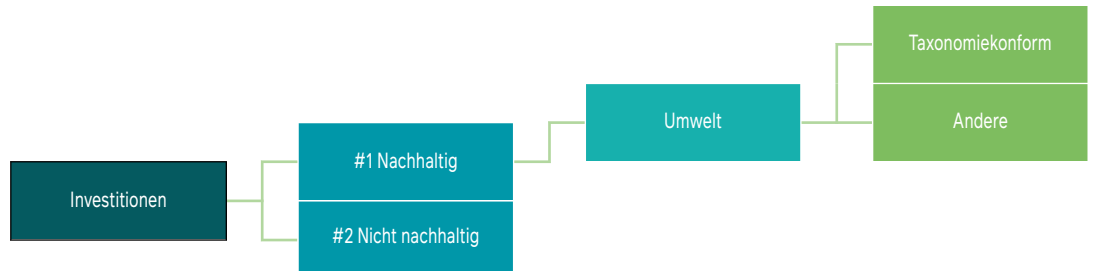 Investitionen
#1 Nachhaltig
#2 Nicht nachhaltig
Umwelt
Taxonomiekonform
Andere